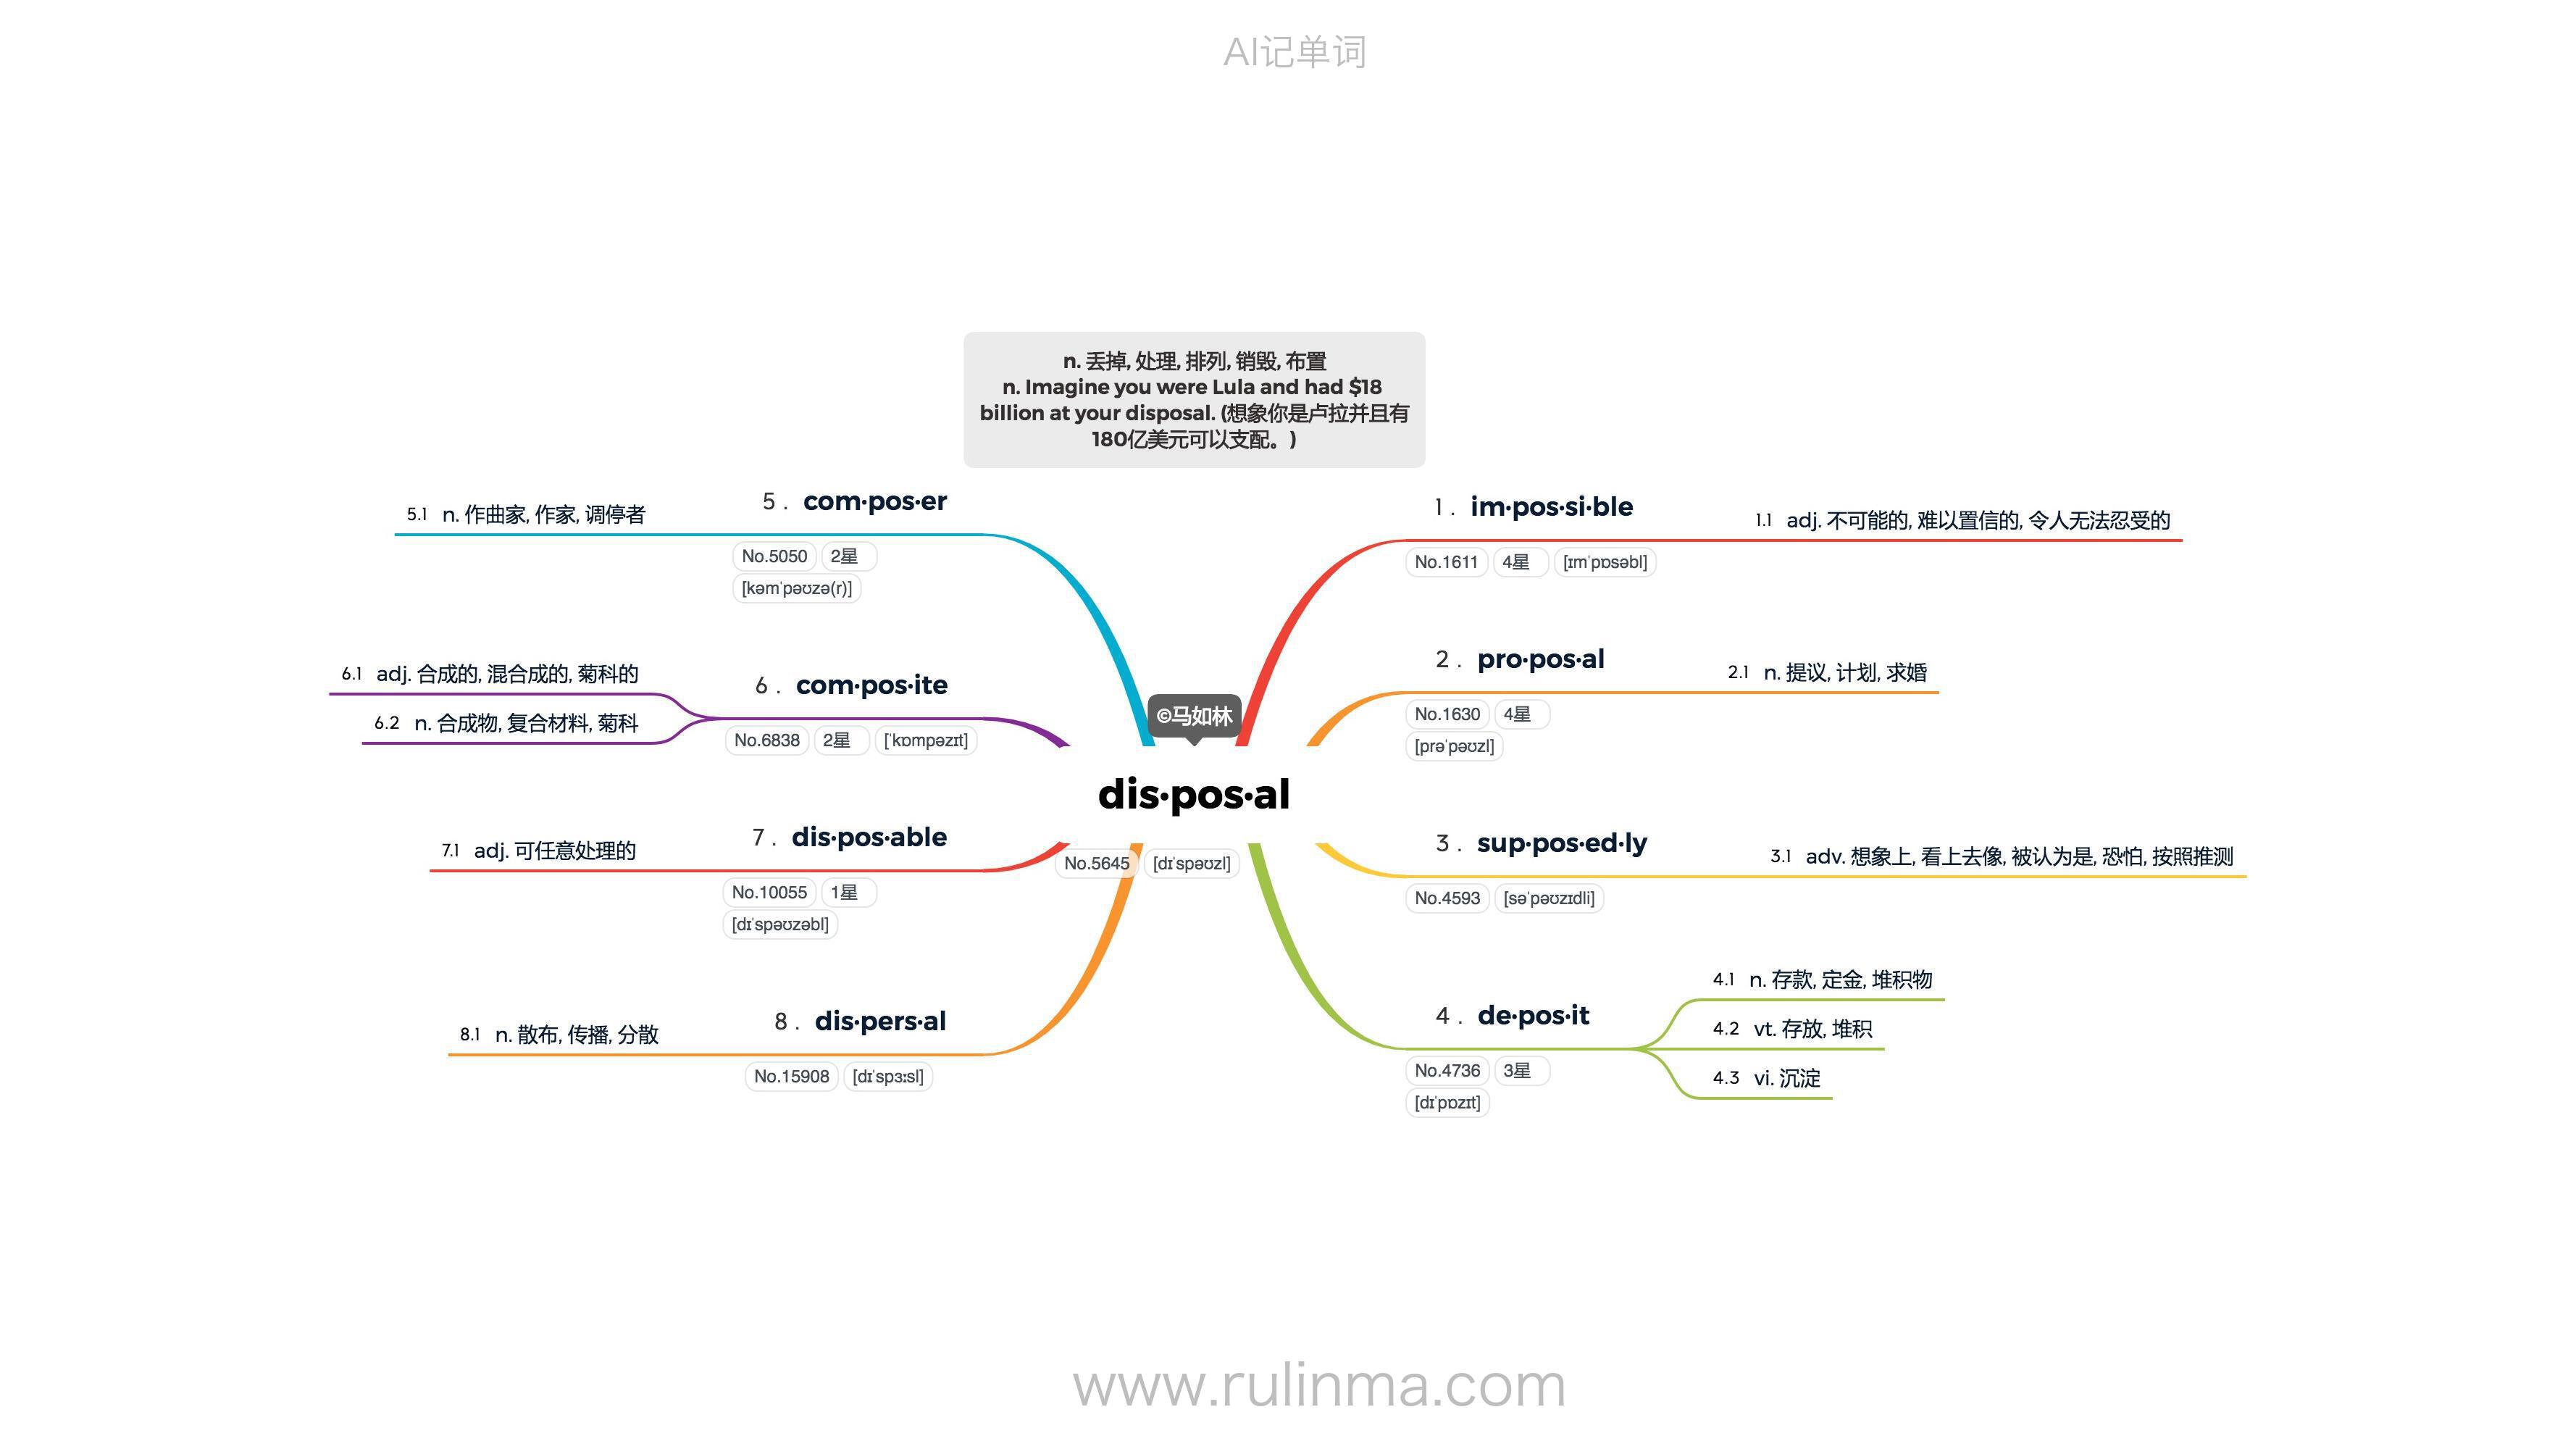 AI记单词
n. 丢掉, 处理, 排列, 销毁, 布置
n. Imagine you were Lula and had $18
billion at your disposal. (想象你是卢拉并且有
180亿美元可以支配。)
©马如林
dis·pos·al
No.5645 [dɪˈspəʊzl]
1 . im·pos·si·ble
No.1611 4星 [ɪmˈpɒsəbl]
1.1 adj. 不可能的, 难以置信的, 令人无法忍受的
2 . pro·pos·al
No.1630 4星
[prəˈpəʊzl]
2.1 n. 提议, 计划, 求婚
3 . sup·pos·ed·ly
No.4593 [səˈpəʊzɪdli]
3.1 adv. 想象上, 看上去像, 被认为是, 恐怕, 按照推测
4 . de·pos·it
No.4736 3星
[dɪˈpɒzɪt]
4.1 n. 存款, 定金, 堆积物
4.2 vt. 存放, 堆积
4.3 vi. 沉淀
5 . com·pos·er
No.5050 2星
[kəmˈpəʊzə(r)]
5.1 n. 作曲家, 作家, 调停者
6 . com·pos·ite
No.6838 2星 [ˈkɒmpəzɪt]
6.1 adj. 合成的, 混合成的, 菊科的
6.2 n. 合成物, 复合材料, 菊科
7 . dis·pos·able
No.10055 1星
[dɪˈspəʊzəbl]
7.1 adj. 可任意处理的
8 . dis·pers·al
No.15908 [dɪˈspɜːsl]
8.1 n. 散布, 传播, 分散
www.rulinma.com